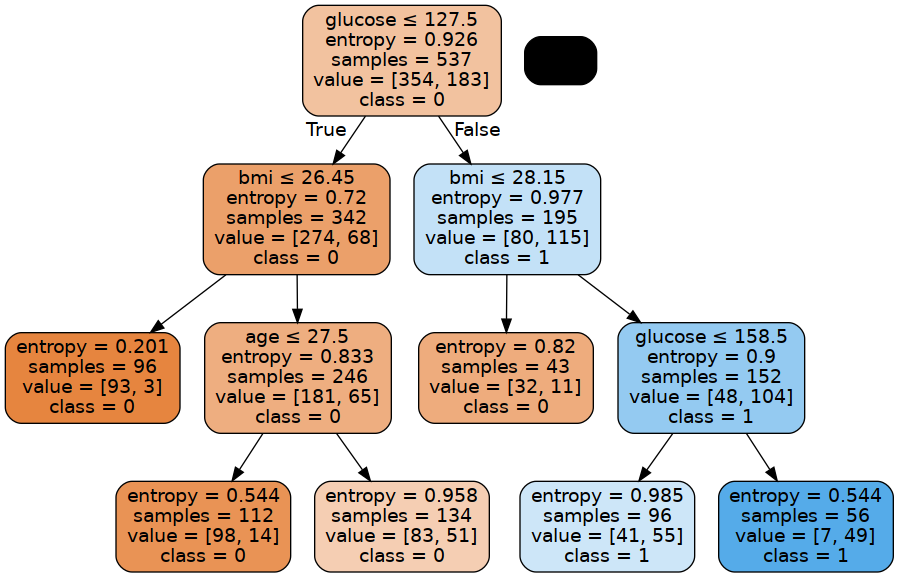 glucose ≤ 127.5
entropy = 0.926
samples = 537
value = [354, 183]
class = 0
True
False
bmi ≤ 26.45
entropy = 0.72
samples = 342
value = [274, 68]
class = 0
bmi ≤ 28.15
entropy = 0.977
samples = 195
value = [80, 115]
class = 1
entropy = 0.201
samples = 96
value = [93, 3]
class = 0
age ≤ 27.5
entropy = 0.833
samples = 246
value = [181, 65]
class = 0
entropy = 0.82
samples = 43
value = [32, 11]
class = 0
glucose ≤ 158.5
entropy = 0.9
samples = 152
value = [48, 104]
class = 1
entropy = 0.544
samples = 112
value = [98, 14]
class = 0
entropy = 0.958
samples = 134
value = [83, 51]
class = 0
entropy = 0.985
samples = 96
value = [41, 55]
class = 1
entropy = 0.544
samples = 56
value = [7, 49]
class = 1